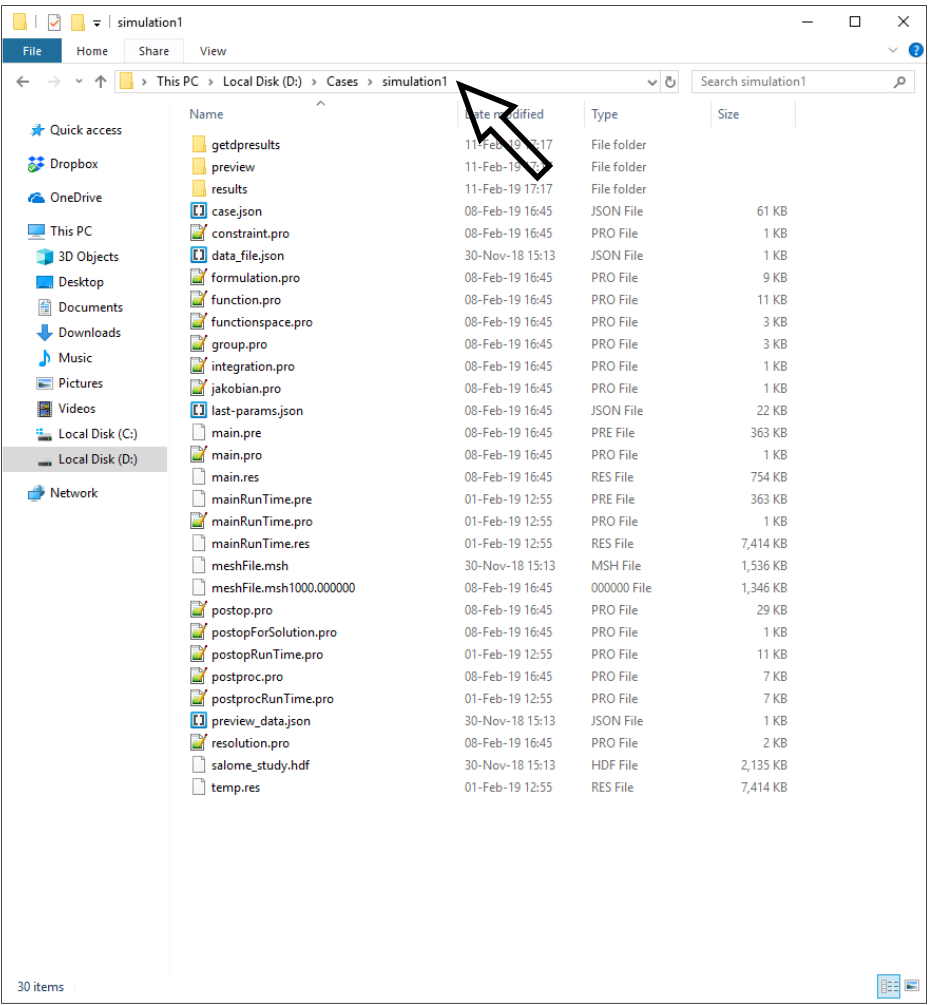 simulation1
File Home Share View
This PC > Local Disk (D:) > Cases > simulation1 Search simulation1
Name Date modified Type Size
Quick access
Dropbox
OneDrive
This PC
3D Objects
Desktop
Documents
Downloads
Music
Pictures
Videos
Local Disk (C:)
Local Disk (D:)
Network
getdpresults 11-Feb-19 17:17 File folder
preview 11-Feb-19 17:17 File folder
results 11-Feb-19 17:17 File folder
case.json 08-Feb-19 16:45 JSON File 61 KB
constraint.pro 08-Feb-19 16:45 PRO File 1 KB
data_file.json 30-Nov-18 15:13 JSON File 1 KB
formulation.pro 08-Feb-19 16:45 PRO File 9 KB
function.pro 08-Feb-19 16:45 PRO File 11 KB
functionspace.pro 08-Feb-19 16:45 PRO File 3 KB
group.pro 08-Feb-19 16:45 PRO File 3 KB
integration.pro 08-Feb-19 16:45 PRO File 1 KB
jakobian.pro 08-Feb-19 16:45 PRO File 1 KB
last-params.json 08-Feb-19 16:45 JSON File 22 KB
main.pre 08-Feb-19 16:45 PRE File 363 KB
main.pro 08-Feb-19 16:45 PRO File 1 KB
main.res 08-Feb-19 16:45 RES File 754 KB
mainRunTime.pre 01-Feb-19 12:55 PRE File 363 KB
mainRunTime.pro 01-Feb-19 12:55 PRO File 1 KB
mainRunTime.res 01-Feb-19 12:55 RES File 7,414 KB
meshFile.msh 30-Nov-18 15:13 MSH File 1,536 KB
meshFile.msh1000.000000 08-Feb-19 16:45 000000 File 1,346 KB
postop.pro 08-Feb-19 16:45 PRO File 29 KB
postopForSolution.pro 08-Feb-19 16:45 PRO File 1 KB
postopRunTime.pro 01-Feb-19 12:55 PRO File 11 KB
postproc.pro 08-Feb-19 16:45 PRO File 7 KB
postprocRunTime.pro 01-Feb-19 12:55 PRO File 7 KB
preview_data.json 30-Nov-18 15:13 JSON File 1 KB
resolution.pro 08-Feb-19 16:45 PRO File 2 KB
salome_study.hdf 30-Nov-18 15:13 HDF File 2,135 KB
temp.res 01-Feb-19 12:55 RES File 7,414 KB
30 items